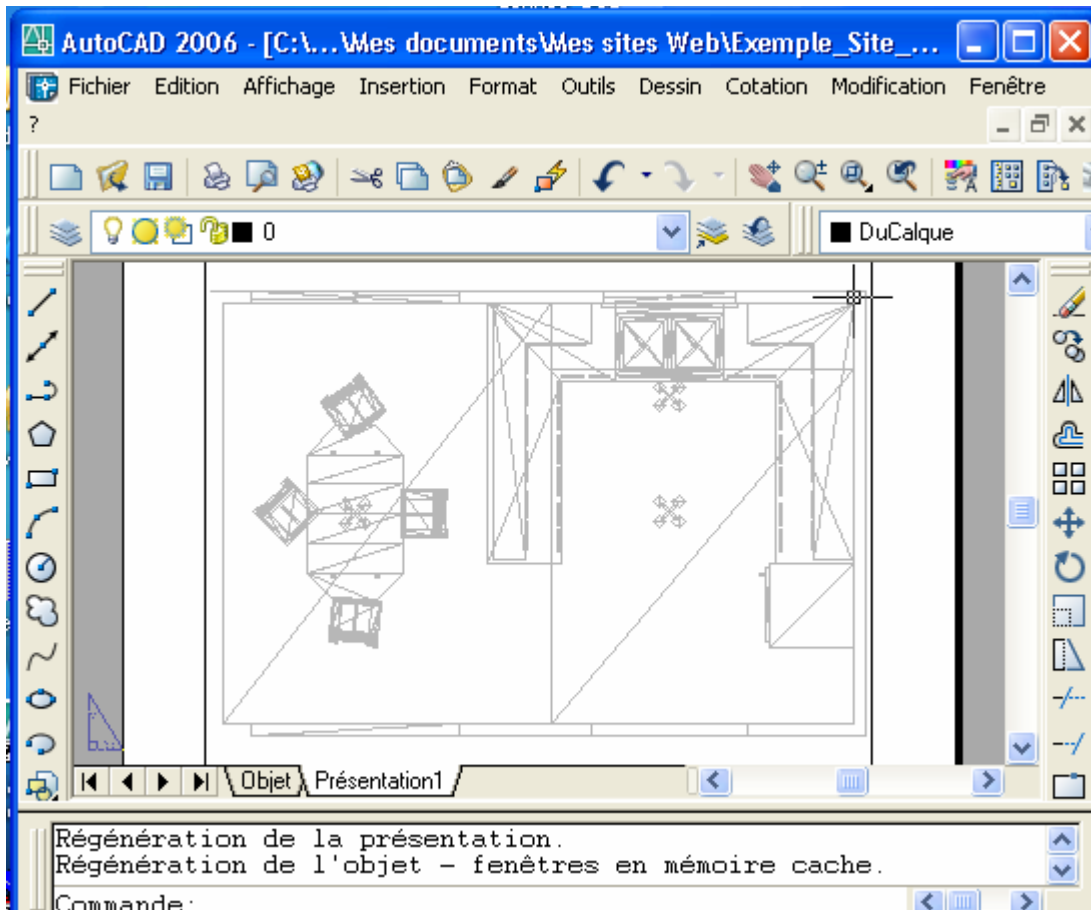 AutoCAD 2006 - [C:\...\Mes documents\Mes sites Web\Exemple_Site_...
Fichier Edition Affichage Insertion Format Outils Dessin Cotation Modification Fenêtre
?
0 DuCalque
Objet Présentation1
Régénération de la présentation.
Régénération de l'objet - fenêtres en mémoire cache.
Commande: